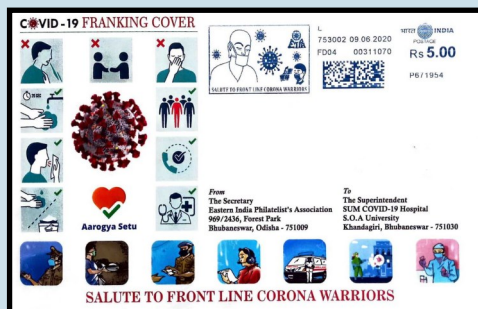 COVID-19 FRANKING COVER
L
753002 09.06.2020
FD04 00311070
भारत INDIA
POSTAGE
Rs 5.00
P671954
SALUTE TO FRONT LINE CORONA WARRIORS
Aarogya Setu
From
The Secretary
Eastern India Philatelist's Association
969/2436, Forest Park
Bhubaneswar, Odisha - 751009
To
The Superintendent
SUM COVID-19 Hospital
S.O.A University
Khandagiri, Bhubaneswar - 751030
SALUTE TO FRONT LINE CORONA WARRIORS